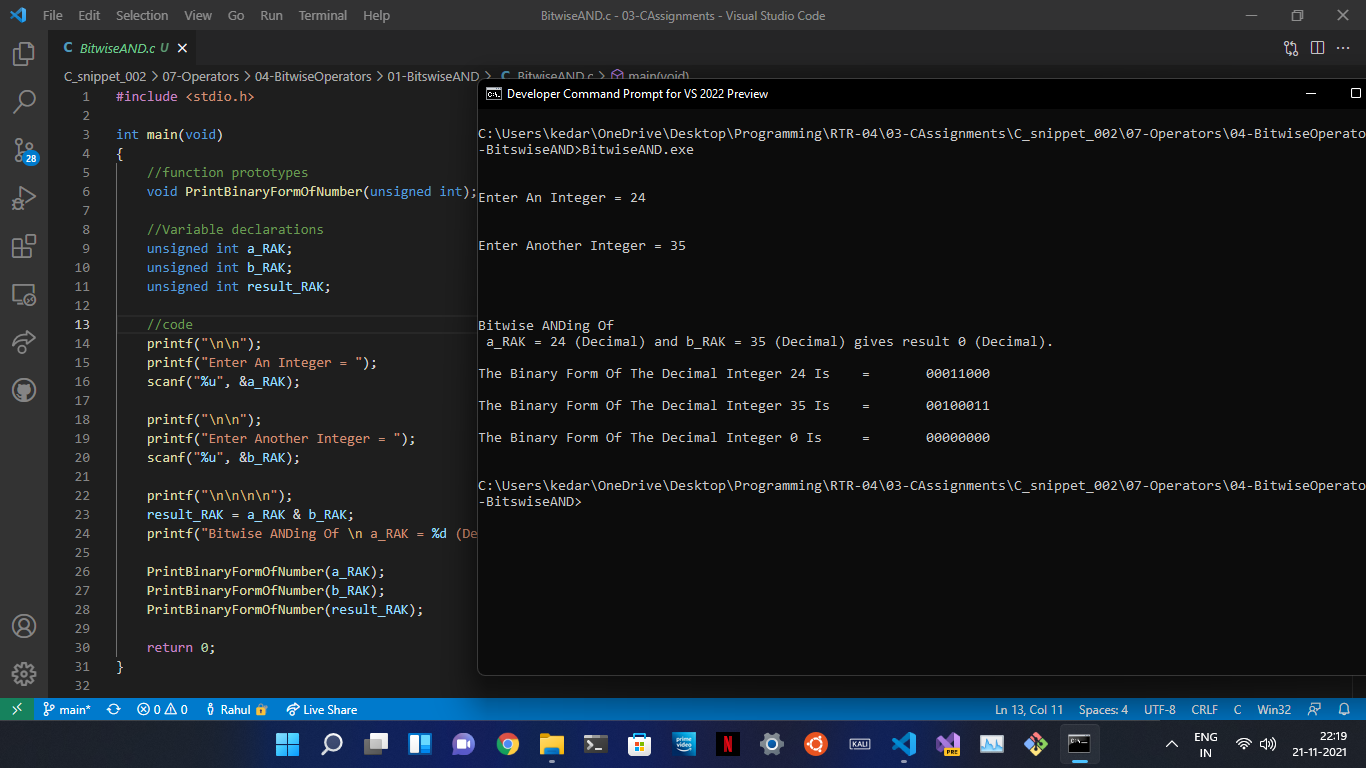 File Edit Selection View Go Run Terminal Help BitwiseAND.c - 03-CAssignments - Visual Studio Code
C BitwiseAND.c U
C_snippet_002 > 07-Operators > 04-BitwiseOperators > 01-BitswiseAND > C BitwiseAND.c > main(void)
1 #include <stdio.h>
2
3 int main(void)
4 {
5 //function prototypes
6 void PrintBinaryFormOfNumber(unsigned int);
7
8 //Variable declarations
9 unsigned int a_RAK;
10 unsigned int b_RAK;
11 unsigned int result_RAK;
12
13 //code
14 printf("\n\n");
15 printf("Enter An Integer = ");
16 scanf("%u", &a_RAK);
17
18 printf("\n\n");
19 printf("Enter Another Integer = ");
20 scanf("%u", &b_RAK);
21
22 printf("\n\n\n\n");
23 result_RAK = a_RAK & b_RAK;
24 printf("Bitwise ANDing Of \n a_RAK = %d (De
25
26 PrintBinaryFormOfNumber(a_RAK);
27 PrintBinaryFormOfNumber(b_RAK);
28 PrintBinaryFormOfNumber(result_RAK);
29
30 return 0;
31 }
32
28
Developer Command Prompt for VS 2022 Preview
C:\Users\kedar\OneDrive\Desktop\Programming\RTR-04\03-CAssignments\C_snippet_002\07-Operators\04-BitwiseOperato
-BitswiseAND>BitwiseAND.exe
Enter An Integer = 24
Enter Another Integer = 35
Bitwise ANDing Of
a_RAK = 24 (Decimal) and b_RAK = 35 (Decimal) gives result 0 (Decimal).
The Binary Form Of The Decimal Integer 24 Is = 00011000
The Binary Form Of The Decimal Integer 35 Is = 00100011
The Binary Form Of The Decimal Integer 0 Is = 00000000
C:\Users\kedar\OneDrive\Desktop\Programming\RTR-04\03-CAssignments\C_snippet_002\07-Operators\04-BitwiseOperato
-BitswiseAND>
main* 0 0 Rahul Live Share Ln 13, Col 11 Spaces: 4 UTF-8 CRLF C Win32
prime video N KALI PRE
ENG 22:19
IN 21-11-2021